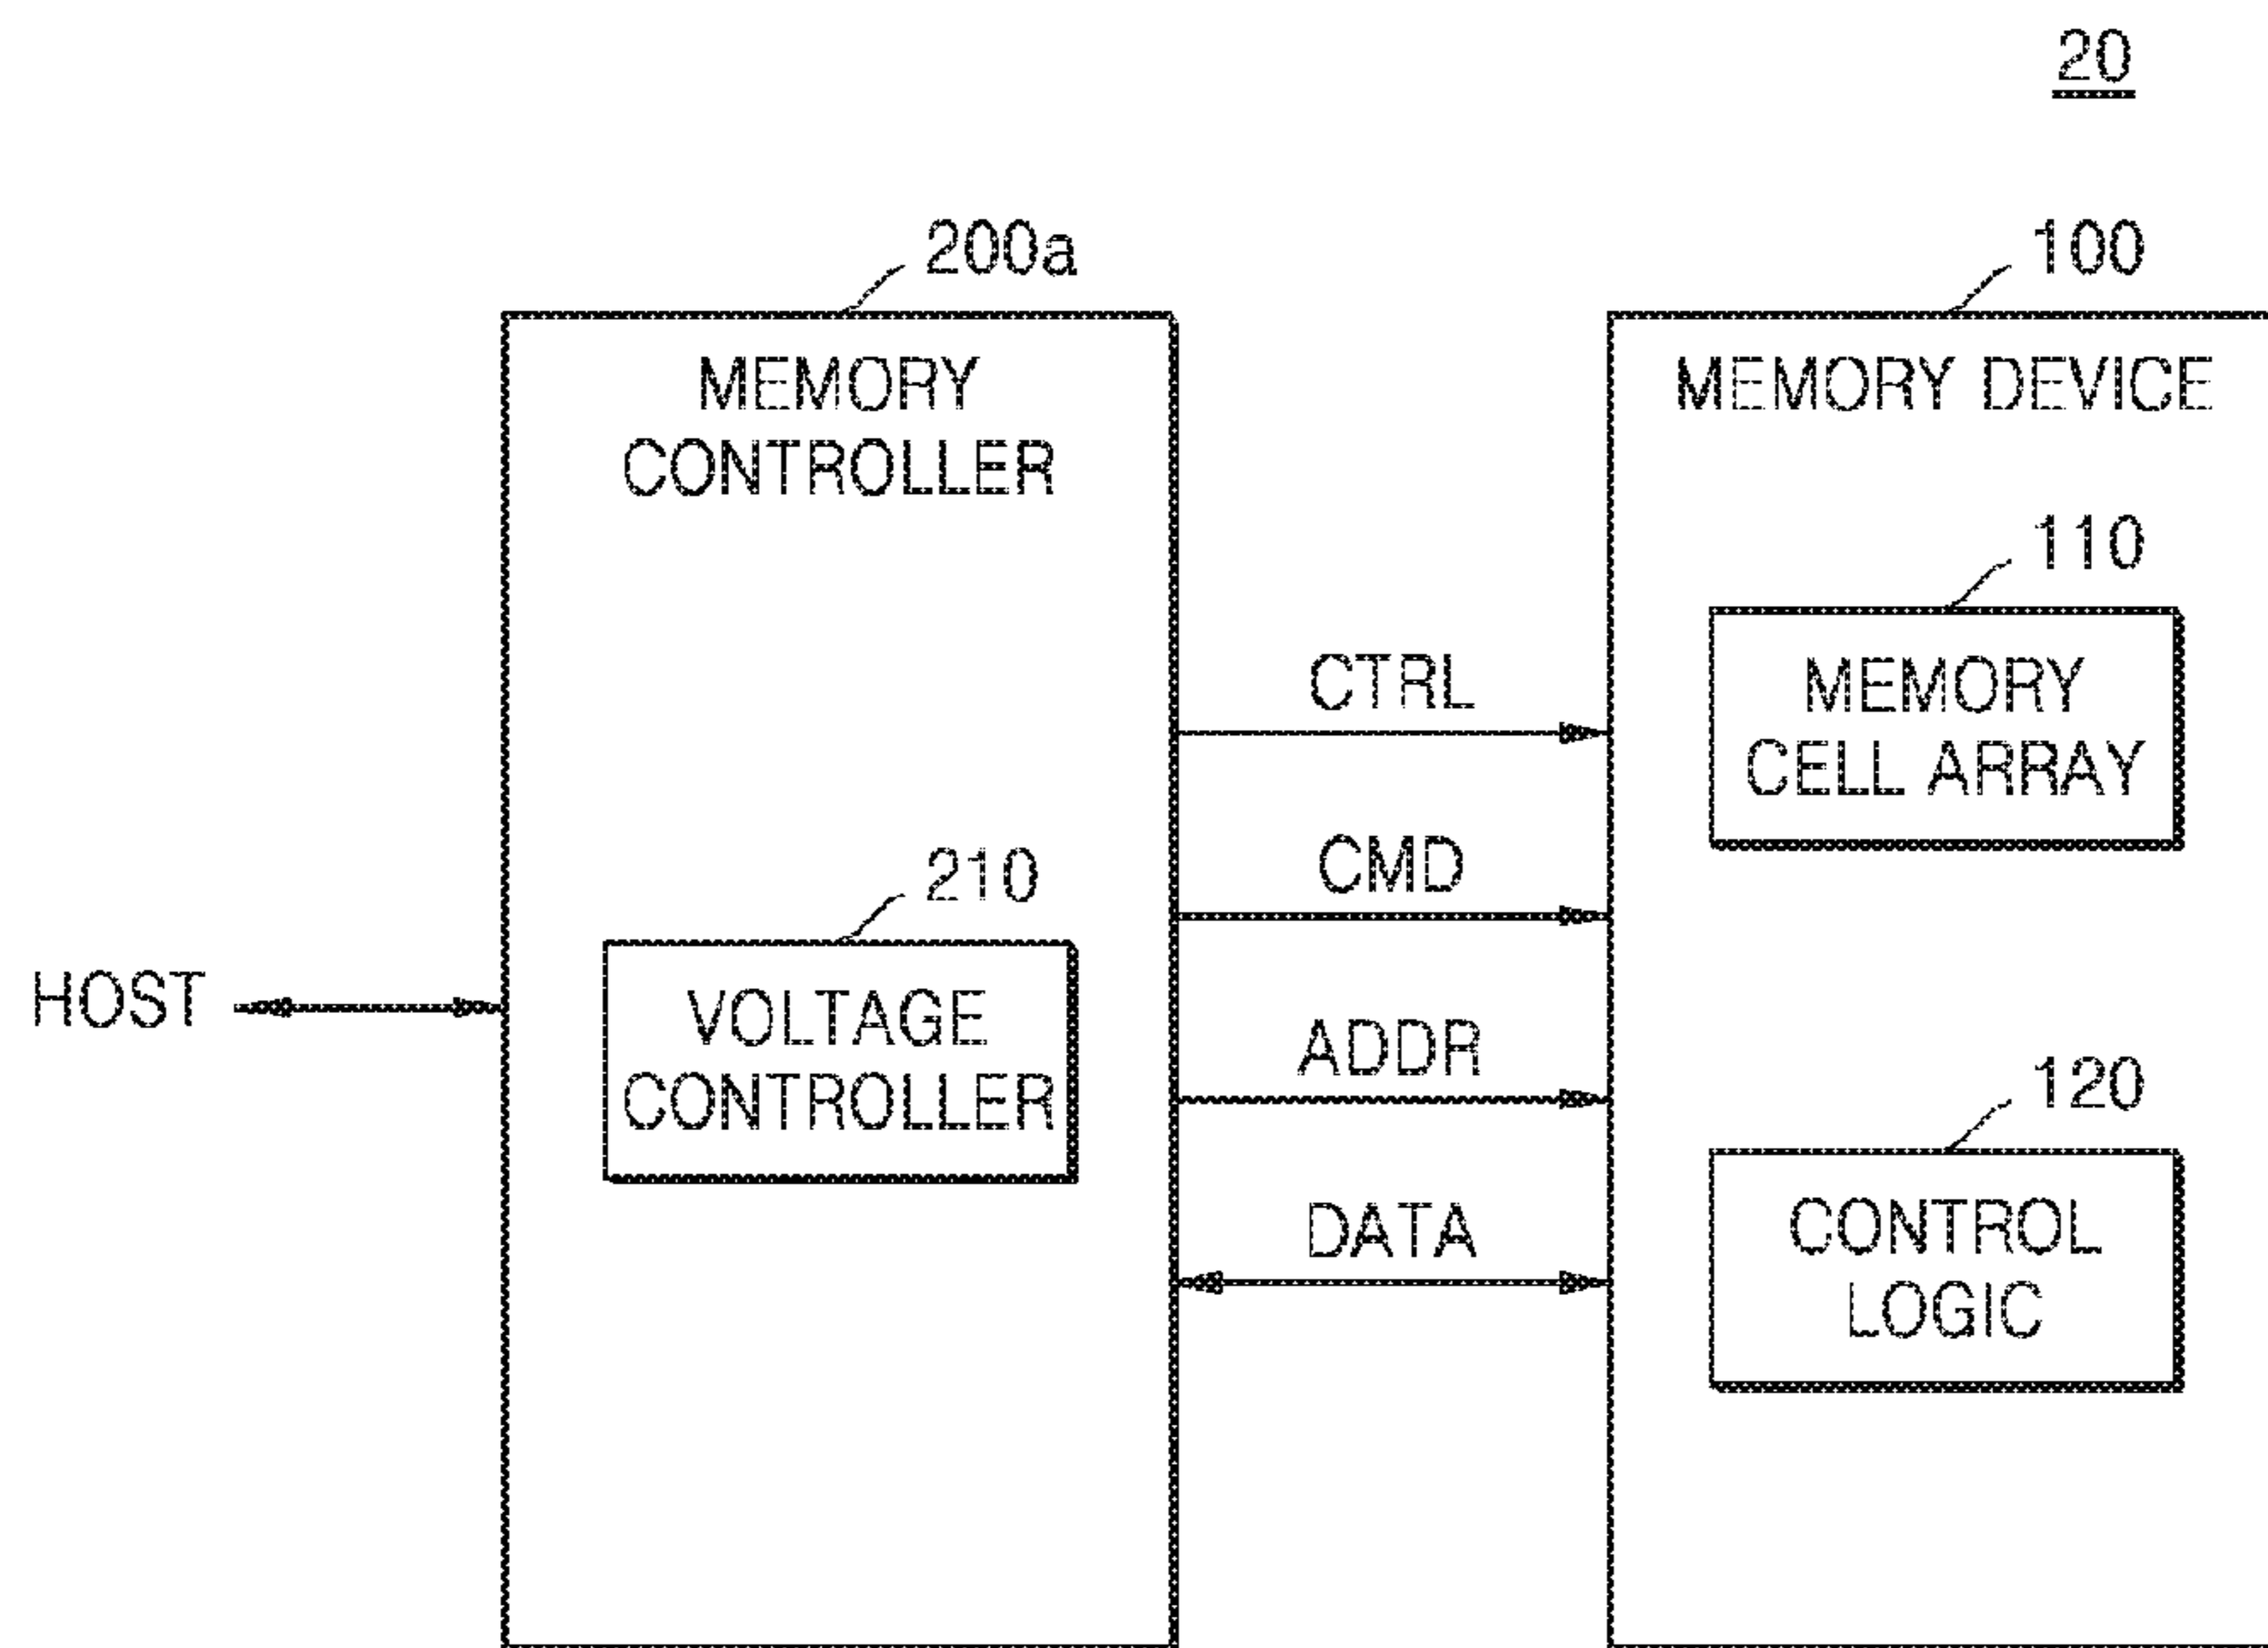 20
200a
100
MEMORY
CONTROLLER
MEMORY DEVICE
110
MEMORY
CELL ARRAY
CTRL
CMD
210
VOLTAGE
CONTROLLER
HOST
ADDR
120
DATA
CONTROL
LOGIC